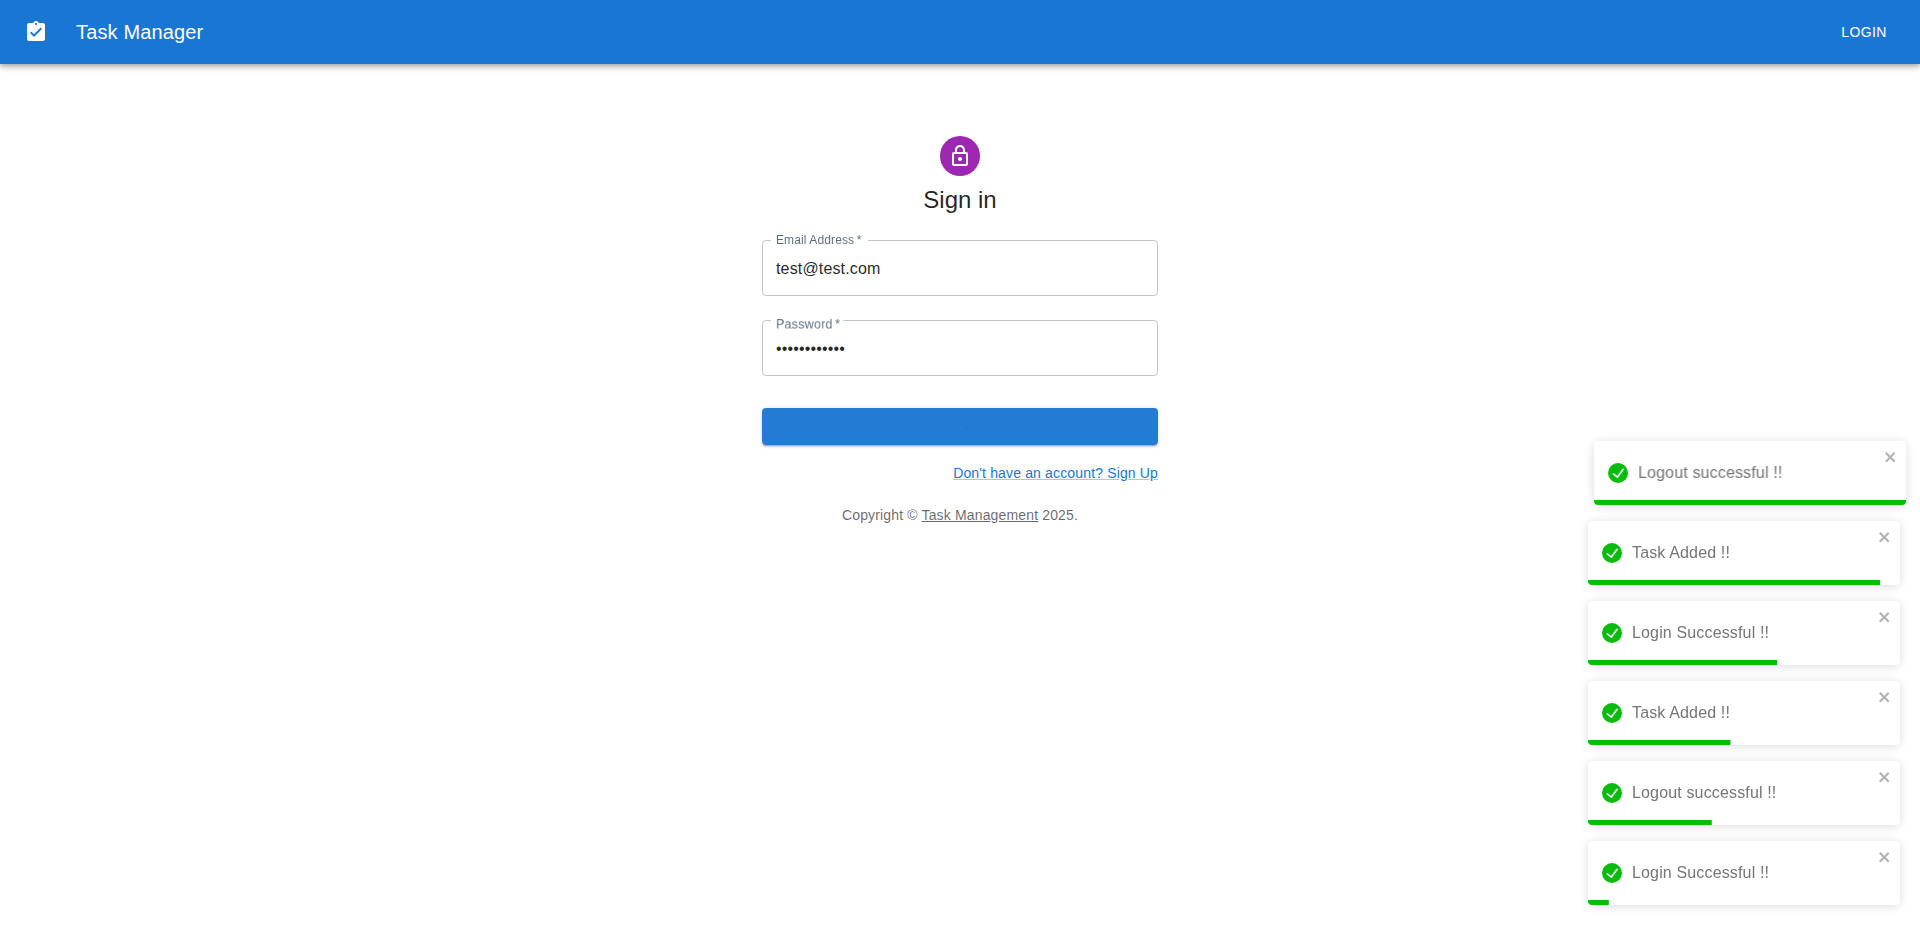 Task Manager
LOGIN
Sign in
Email Address *
test@test.com
Password *
••••••••••••
Don't have an account? Sign Up
Copyright © Task Management 2025.
Logout successful !!
Task Added !!
Login Successful !!
Task Added !!
Logout successful !!
Login Successful !!